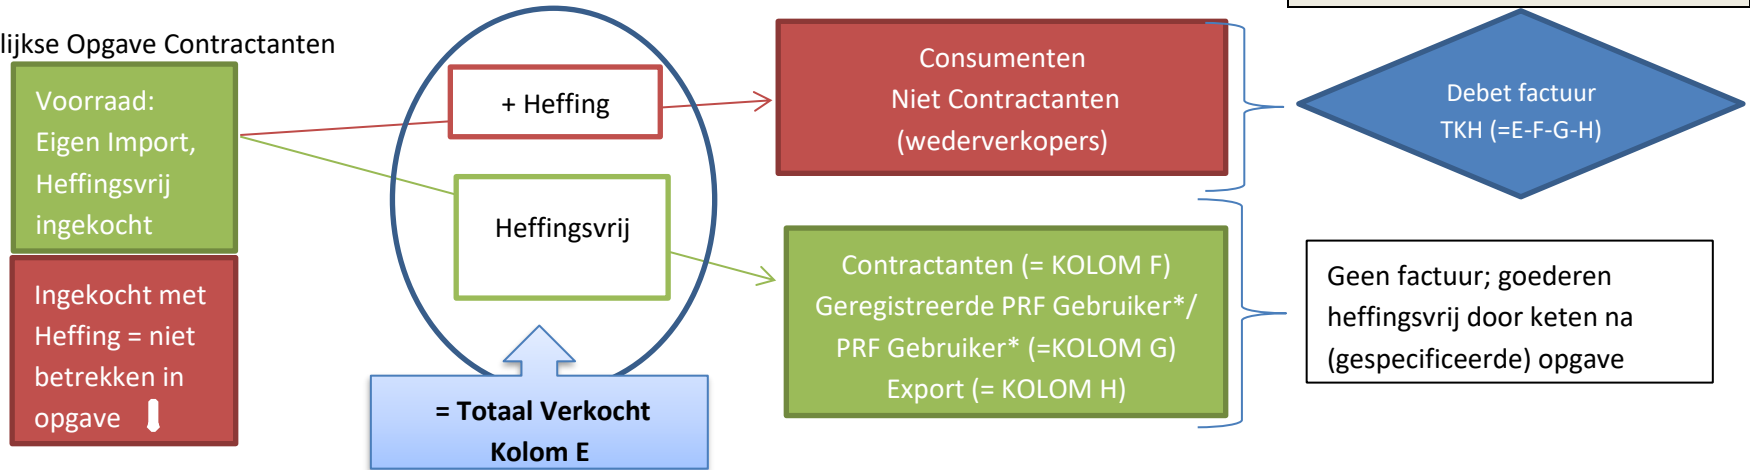 lijkse Opgave Contractanten
Voorraad:
Eigen Import,
Heffingsvrij
ingekocht
Ingekocht met
Heffing = niet
betrekken in
opgave
+ Heffing
Heffingsvrij
= Totaal Verkocht
Kolom E
Consumenten
Niet Contractanten
(wederverkopers)
Contractanten (= KOLOM F)
Geregistreerde PRF Gebruiker*/
PRF Gebruiker* (=KOLOM G)
Export (= KOLOM H)
Debet factuur
TKH (=E-F-G-H)
Geen factuur; goederen
heffingsvrij door keten na
(gespecificeerde) opgave